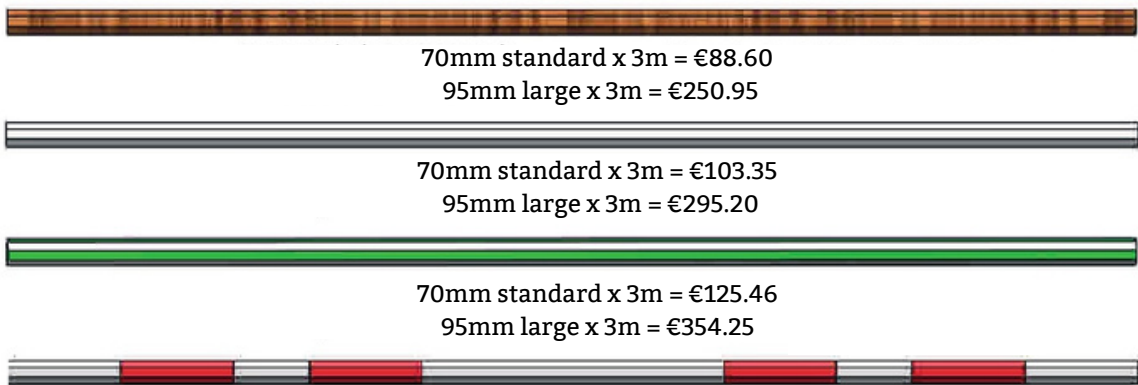 70mm standard x 3m = €88.60
95mm large x 3m = €250.95
70mm standard x 3m = €103.35
95mm large x 3m = €295.20
70mm standard x 3m = €125.46
95mm large x 3m = €354.25